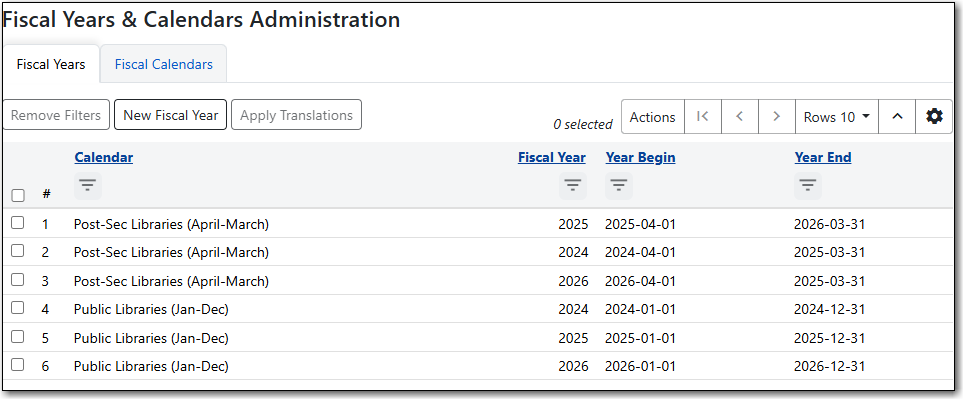 Fiscal Years & Calendars Administration
Fiscal Years Fiscal Calendars
Remove Filters New Fiscal Year Apply Translations 0 selected Actions Rows 10
Calendar Fiscal Year Year Begin Year End
#
1 Post-Sec Libraries (April-March) 2025 2025-04-01 2026-03-31
2 Post-Sec Libraries (April-March) 2024 2024-04-01 2025-03-31
3 Post-Sec Libraries (April-March) 2026 2026-04-01 2025-03-31
4 Public Libraries (Jan-Dec) 2024 2024-01-01 2024-12-31
5 Public Libraries (Jan-Dec) 2025 2025-01-01 2025-12-31
6 Public Libraries (Jan-Dec) 2026 2026-01-01 2026-12-31